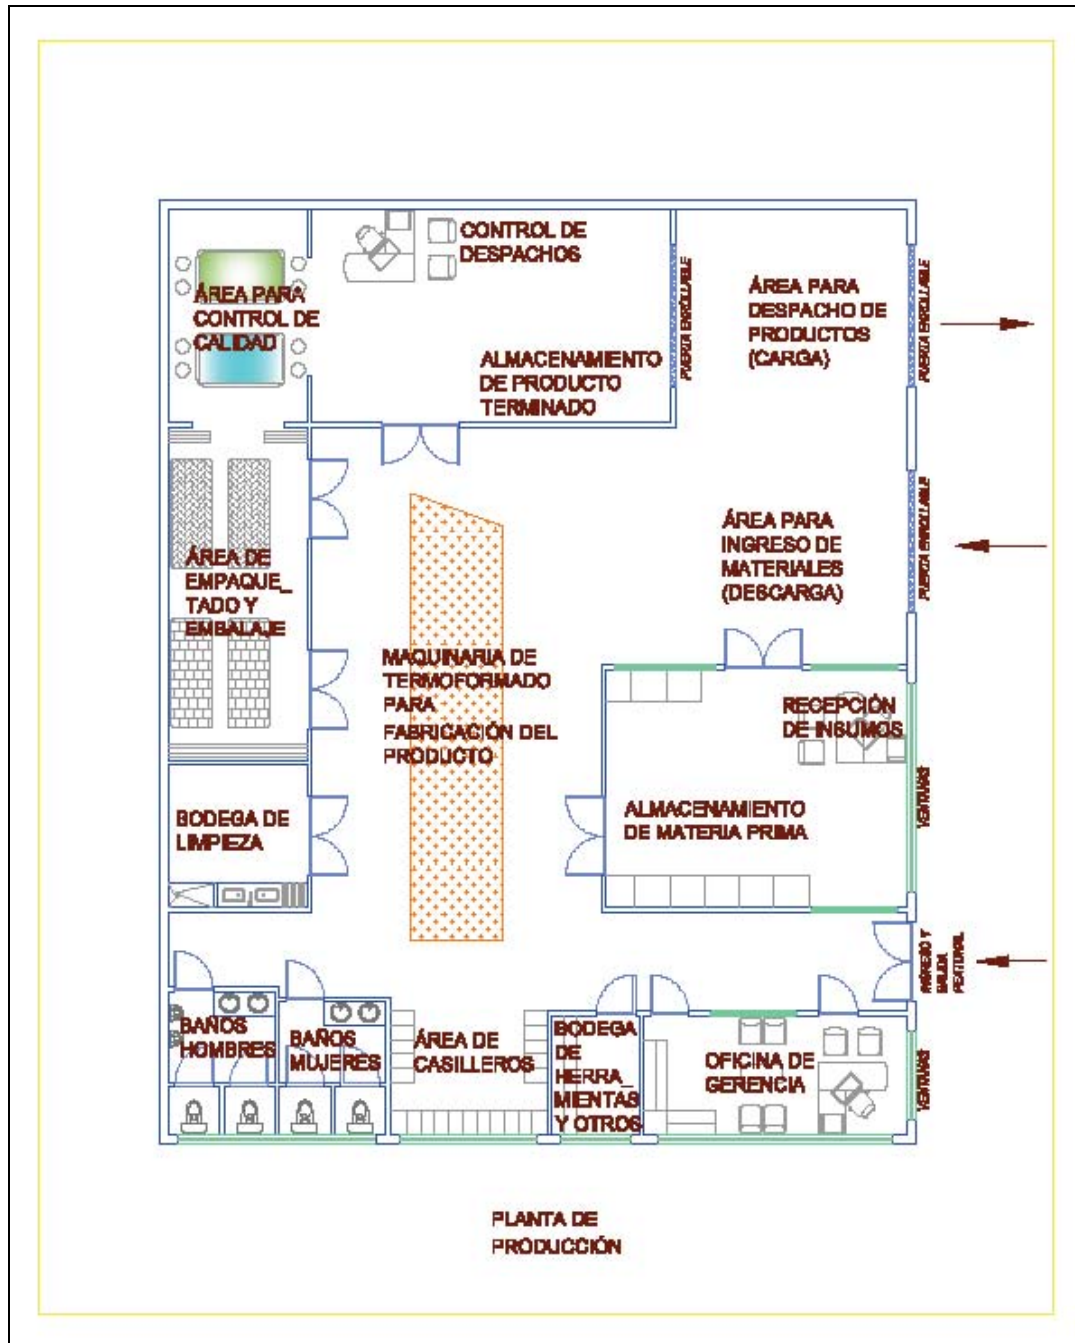 CONTROL DE
DESPACHOS
ÁREA PARA
CONTROL DE
CALIDAD
PUERTA ENROLLABLE
ÁREA PARA
DESPACHO DE
PRODUCTOS
(CARGA)
PUERTA ENROLLABLE
ALMACENAMIENTO
DE PRODUCTO
TERMINADO
ÁREA PARA
INGRESO DE
MATERIALES
(DESCARGA)
PUERTA ENROLLABLE
ÁREA DE
EMPAQUE_
TADO Y
EMBALAJE
MAQUINARIA DE
TERMOFORMADO
PARA
FABRICACIÓN DEL
PRODUCTO
RECEPCIÓN
DE INSUMOS
BODEGA DE
LIMPIEZA
ALMACENAMIENTO
DE MATERIA PRIMA
VENTANAS
INGRESO Y
SALIDA
PEATONAL
BAÑOS
HOMBRES
BAÑOS
MUJERES
ÁREA DE
CASILLEROS
BODEGA
DE
HERRA_
MIENTAS
Y OTROS
OFICINA DE
GERENCIA
VENTANAS
PLANTA DE
PRODUCCIÓN